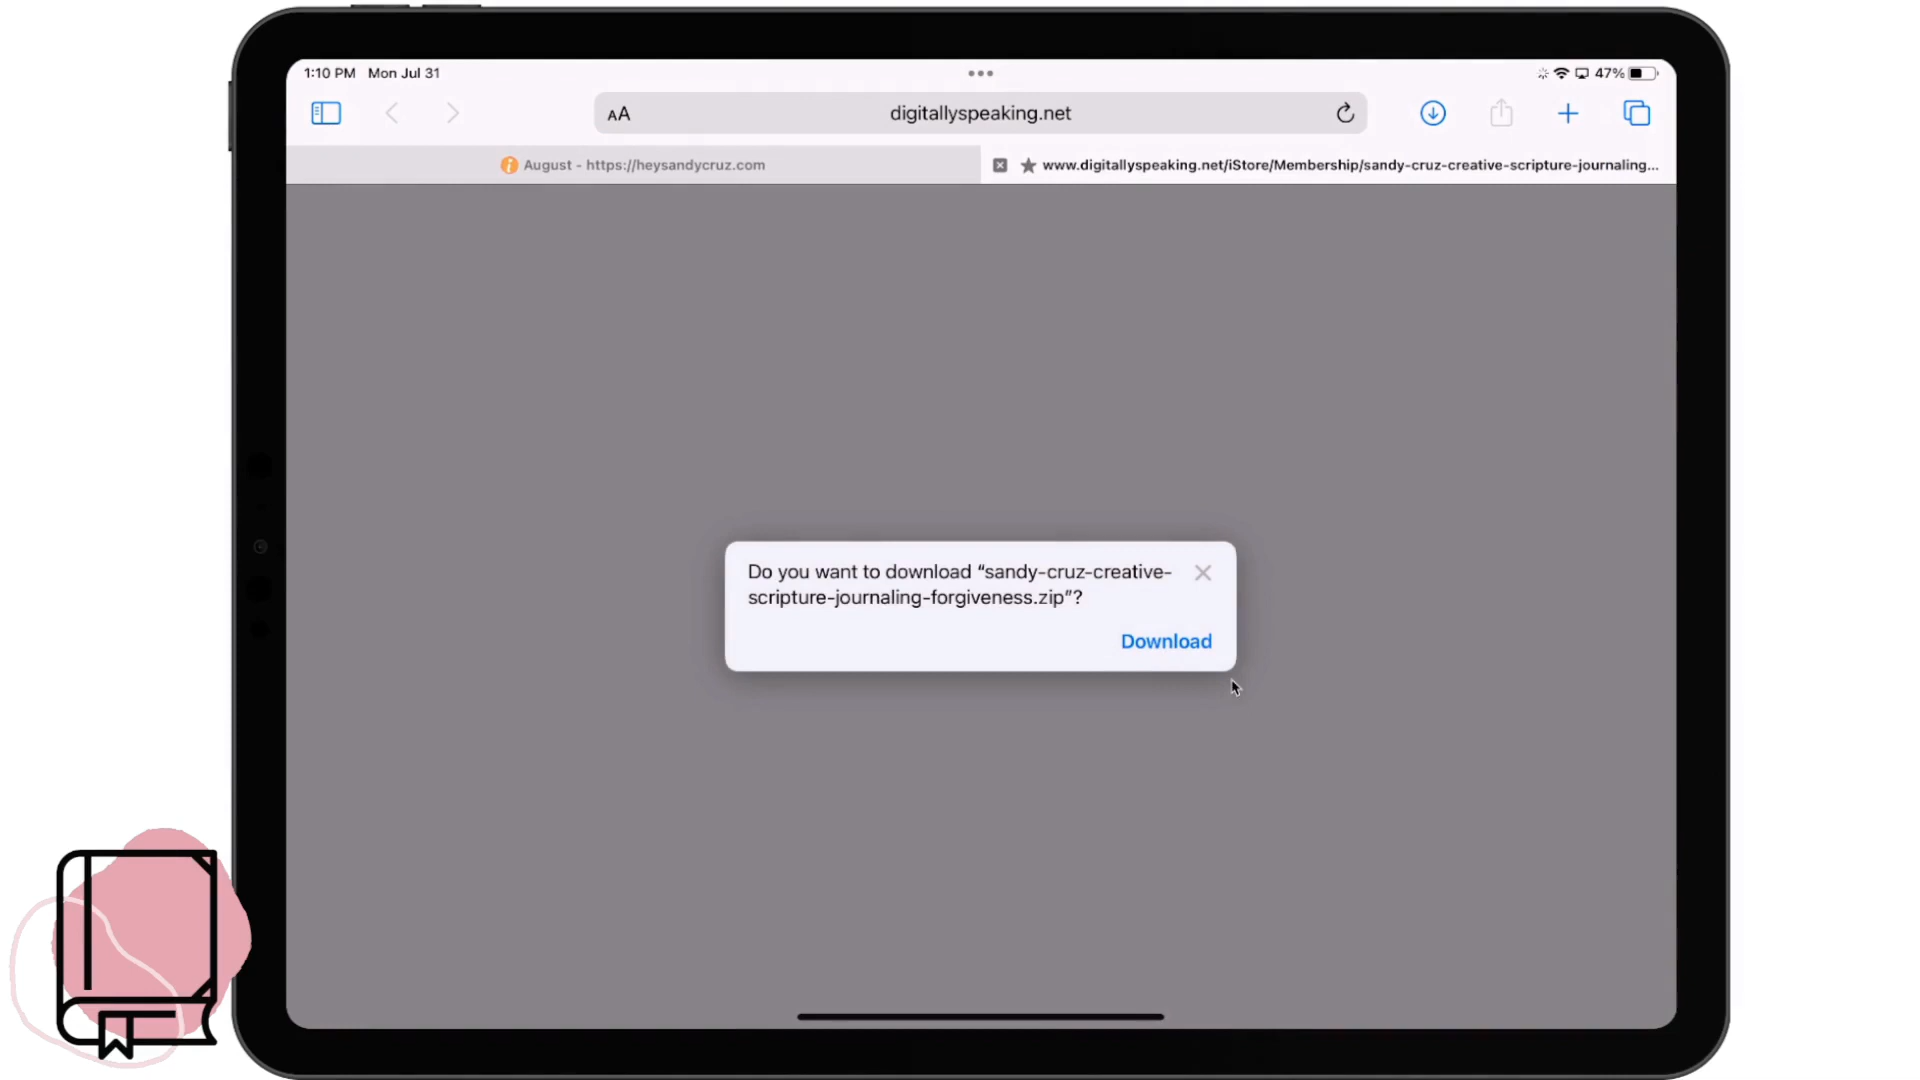 1:10 PM Mon Jul 31
47%
AA
digitallyspeaking.net
August - https://heysandycruz.com
www.digitallyspeaking.net/iStore/Membership/sandy-cruz-creative-scripture-journaling...
Do you want to download “sandy-cruz-creative-
scripture-journaling-forgiveness.zip”?
Download